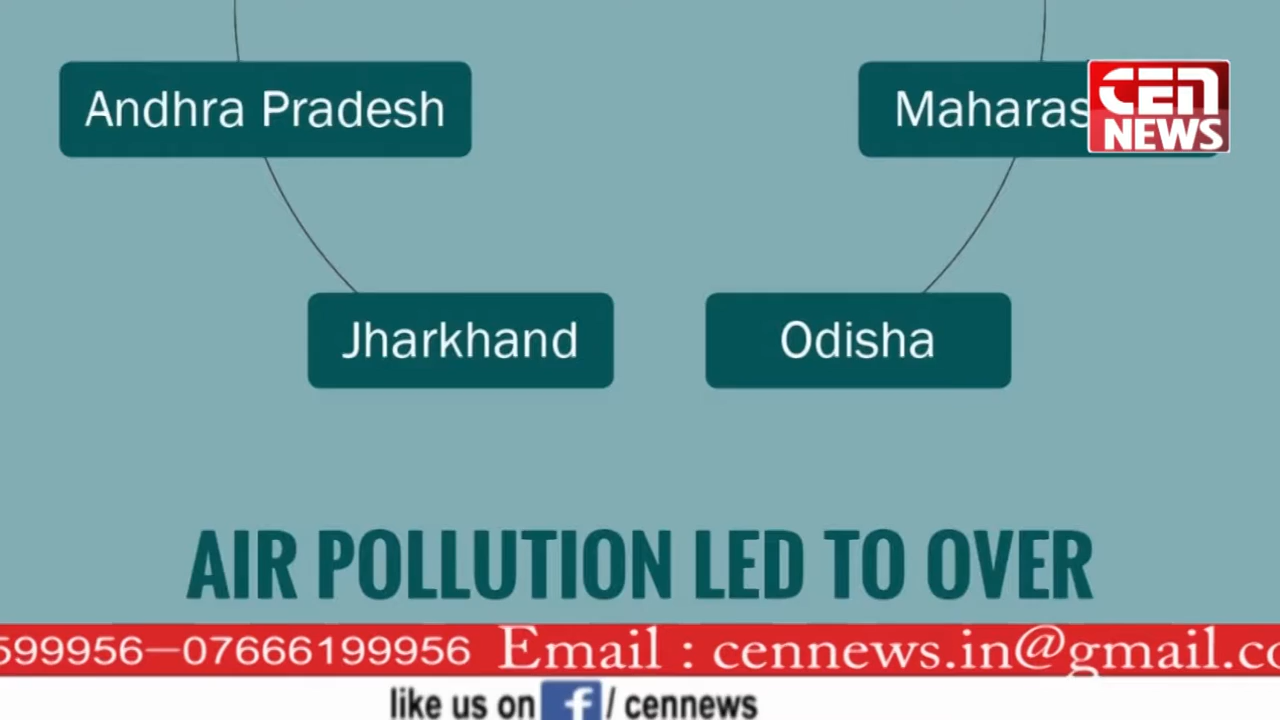 Andhra Pradesh
Maharas
CEN
NEWS
Jharkhand
Odisha
AIR POLLUTION LED TO OVER
599956-07666199956 Email : cennews.in@gmail.co
like us on f / cennews